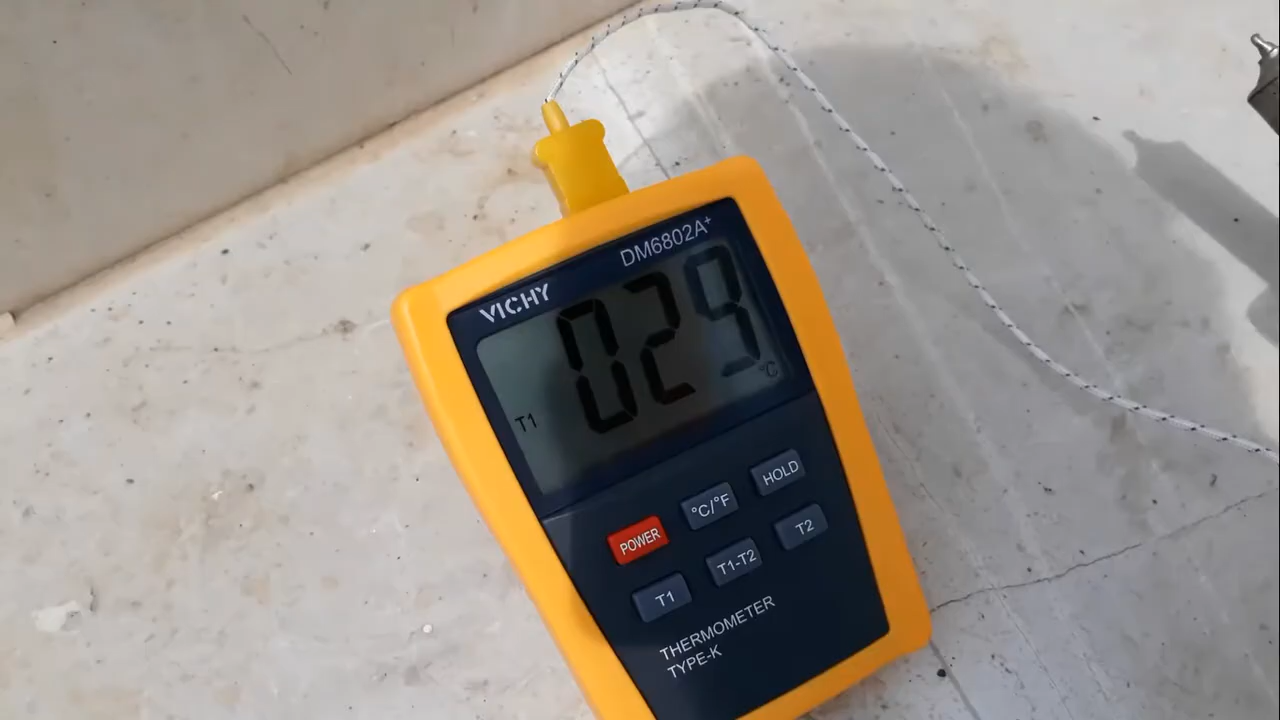 VICHY
DM6802A+
029
°C
T1
POWER
°C/°F
HOLD
T1
T1-T2
T2
THERMOMETER
TYPE-K